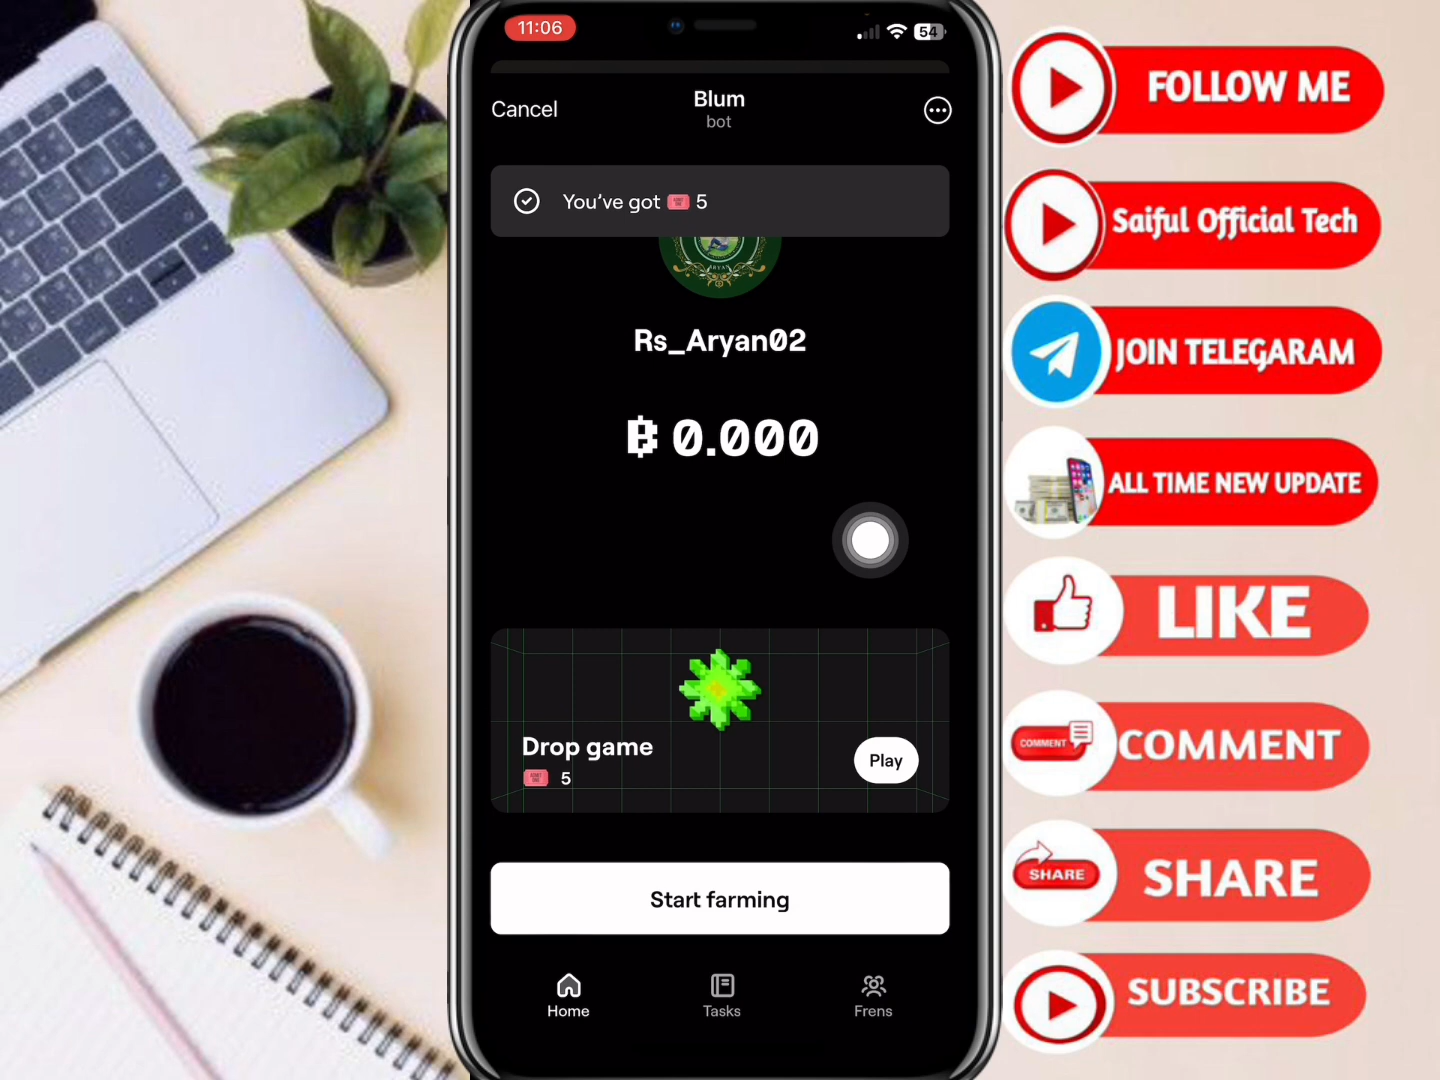 11:06
54
Cancel
Blum
bot
You've got 5
ARYAN
Rs_Aryan02
0.000
Drop game
5
Play
Start farming
Home
Tasks
Frens
FOLLOW ME
Saiful Official Tech
JOIN TELEGARAM
ALL TIME NEW UPDATE
LIKE
COMMENT
COMMENT
SHARE
SHARE
SUBSCRIBE